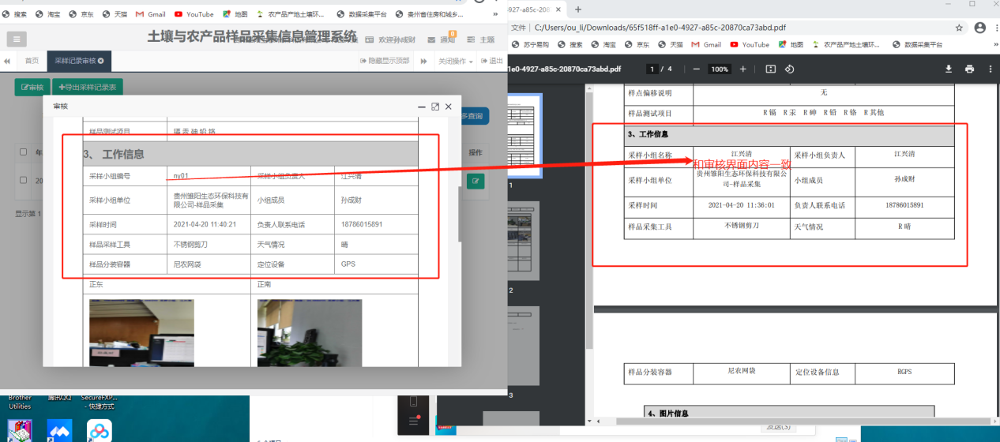 搜索 淘宝 京东 天猫 Gmail YouTube 地图 农产品产地土壤环... 数据采集平台 贵州省住房和城乡... »
土壤与农产品样品采集信息管理系统
欢迎孙成财 通知 0 主题
首页 采样记录审核 隐藏显示顶部 关闭操作 退出
审核 导出采样记录表
审核
多查询
操作
显示第 1
样品测试项目 镉 汞 砷 铅 铬
3、 工作信息
采样小组编号 ny01 采样小组负责人 江兴清
采样小组单位 贵州雏阳生态环保科技有限公司-样品采集 小组成员 孙成财
采样时间 2021-04-20 11:40:21 负责人联系电话 18786015891
样品采样工具 不锈钢剪刀 天气情况 晴
样品分装容器 尼农网袋 定位设备 GPS
正东 正南
Brother Utilities
腾讯QQ
SecureFXP... - 快捷方式
927-a85c-208
文件 C:/Users/ou_li/Downloads/65f518ff-a1e0-4927-a85c-20870ca73abd.pdf
苏宁易购 搜索 淘宝 京东 天猫 Gmail YouTube 地图 农产品产地土壤环... 数据采集平台
a1e0-4927-a85c-20870ca73abd.pdf 1 / 4 100%
1
2
3
样点偏移说明 无
样品测试项目 R 镉 R 汞 R 砷 R 铅 R 铬 R 其他
3、工作信息
采样小组名称 江兴清 采样小组负责人 江兴清
和审核界面内容一致
采样小组单位 贵州雏阳生态环保科技有限公司-样品采集 小组成员 孙成财
采样时间 2021-04-20 11:36:01 负责人联系电话 18786015891
样品采集工具 不锈钢剪刀 天气情况 R 晴
样品分装容器 尼农网袋 定位设备信息 RGPS
4、图片信息
发送(S)